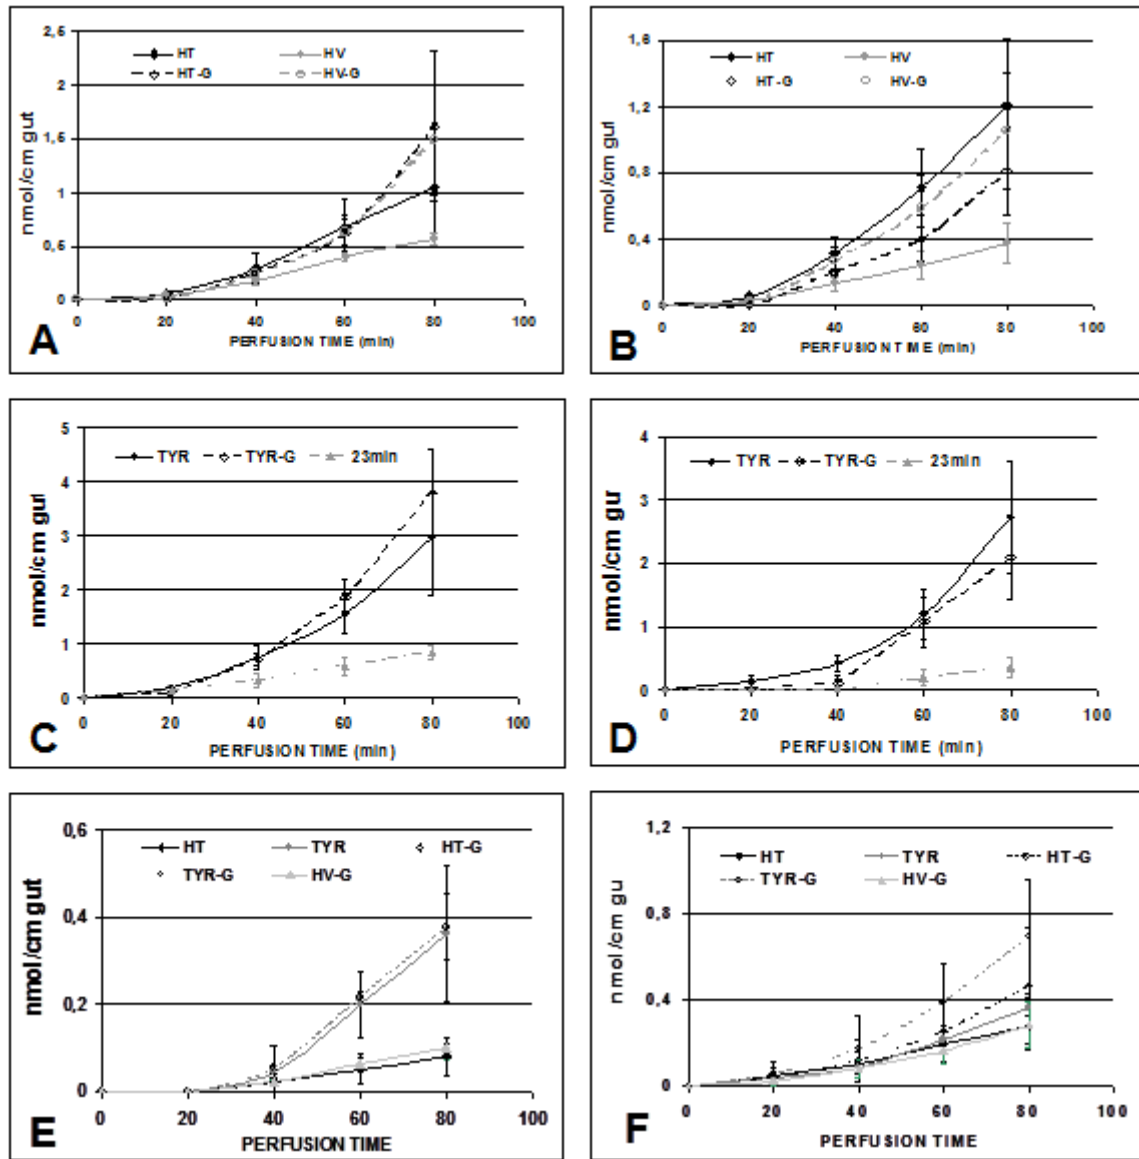 HT HV
HT-G HV-G
nmol/cm gut
2,5
2
1,5
1
0,5
0
0 20 40 60 80 100
PERFUSION TIME (min)
A
HT HV
HT-G HV-G
nmol/cm gut
1,6
1,2
0,8
0,4
0
0 20 40 60 80 100
PERFUSION TIME (min)
B
TYR TYR-G 23min
nmol/cm gut
5
4
3
2
1
0
0 20 40 60 80 100
PERFUSION TIME (min)
C
TYR TYR-G 23min
nmol/cm gu
4
3
2
1
0
0 20 40 60 80 100
PERFUSION TIME (min)
D
HT TYR HT-G
TYR-G HV-G
nmol/cm gut
0,6
0,4
0,2
0
0 20 40 60 80 100
PERFUSION TIME
E
HT TYR HT-G
TYR-G HV-G
nmol/cm gu
1,2
0,8
0,4
0
0 20 40 60 80 100
PERFUSION TIME
F